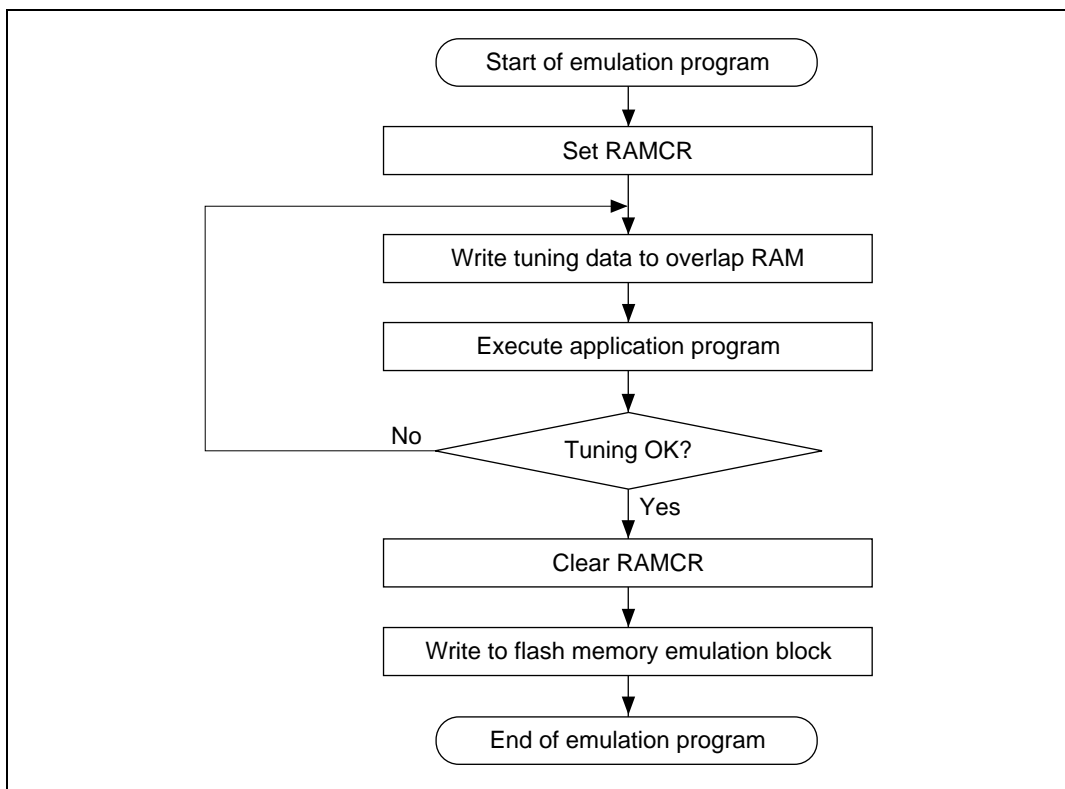 Start of emulation program
Set RAMCR
Write tuning data to overlap RAM
Execute application program
No
Tuning OK?
Yes
Clear RAMCR
Write to flash memory emulation block
End of emulation program